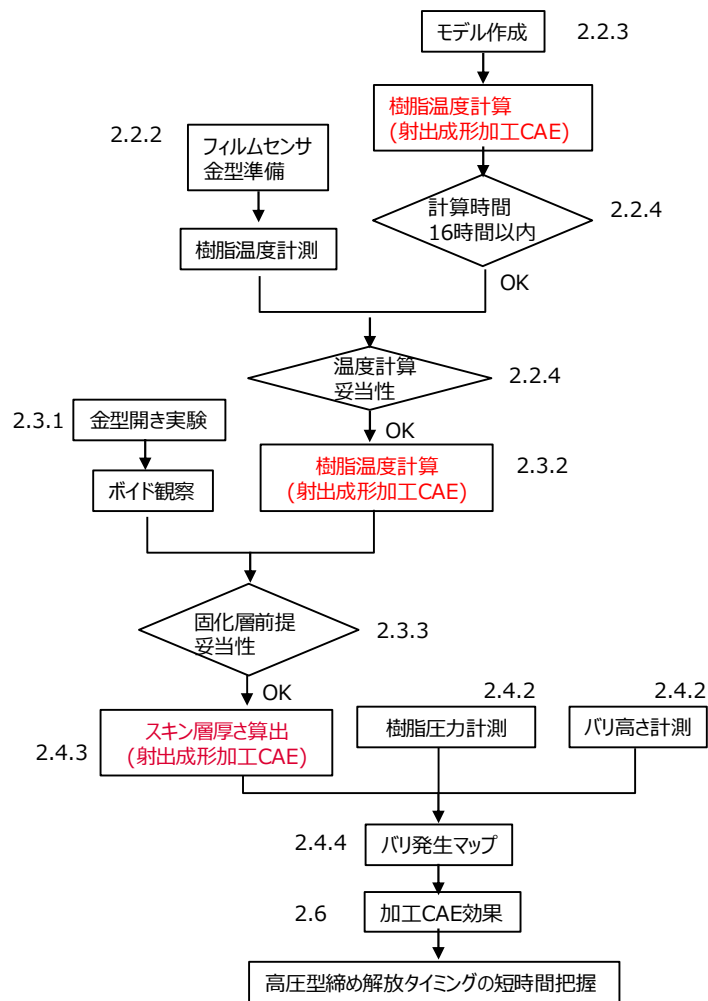 モデル作成
2.2.3
樹脂温度計算
(射出成形加工CAE)
2.2.2
フィルムセンサ
金型準備
計算時間
16時間以内
2.2.4
樹脂温度計測
OK
温度計算
妥当性
2.2.4
2.3.1
金型開き実験
OK
樹脂温度計算
(射出成形加工CAE)
2.3.2
ボイド観察
固化層前提
妥当性
2.3.3
OK
2.4.3
スキン層厚さ算出
(射出成形加工CAE)
2.4.2
樹脂圧力計測
2.4.2
バリ高さ計測
2.4.4
バリ発生マップ
2.6
加工CAE効果
高圧型締め解放タイミングの短時間把握